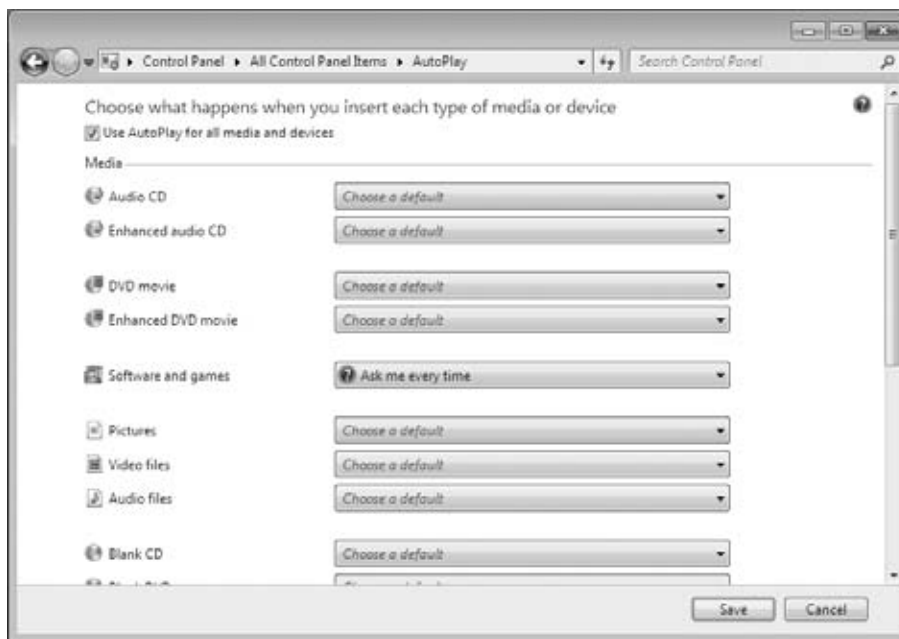 Control Panel ▸ All Control Panel Items ▸ AutoPlay
Search Control Panel
Choose what happens when you insert each type of media or device
Use AutoPlay for all media and devices
Media
Audio CD Choose a default
Enhanced audio CD Choose a default
DVD movie Choose a default
Enhanced DVD movie Choose a default
Software and games Ask me every time
Pictures Choose a default
Video files Choose a default
Audio files Choose a default
Blank CD Choose a default
Save Cancel